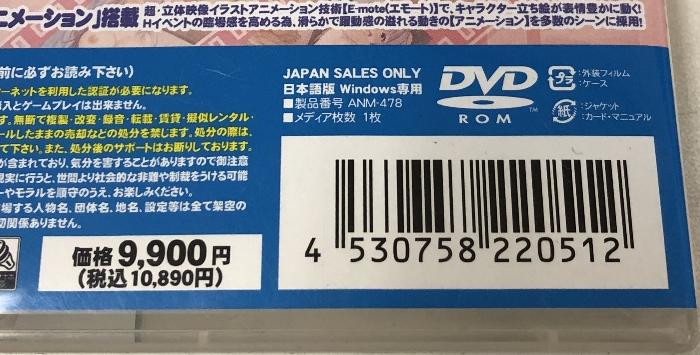 ニメーション」搭載 超・立体映像イラストアニメーション技術【E-mote(エモート)】で、キャラクター立ち絵が表情豊かに動く!
Hイベントの臨場感を高める為、滑らかで躍動感の溢れる動きの【アニメーション】を多数のシーンに採用!
前に必ずお読み下さい)
ーネットを利用した認証が必要になります。
購入とゲームプレイは出来ません。
す。無断で複製・改変・録音・転載・賃貸・擬似レンタル・
ールしたままの売却などの処分を禁じます。処分の際は、
て下さい。また、処分後のサポートはお断りしております。
が含まれており、気分を害することがありますので御注意
現実に行うと、世間より社会的な非難や制裁をうける可能
ーやモラルを順守のうえ、お楽しみください。
場する人物名、団体名、地名、設定等は全て架空の
切関係ありません。
価格 9,900円
(税込10,890円)
JAPAN SALES ONLY
日本語版 Windows専用
■製品番号 ANM-478
■メディア枚数 1枚
DVD
TM
ROM
プラ
:外装フィルム
:ケース
紙
:ジャケット
:カード・マニュアル
4 530758 220512